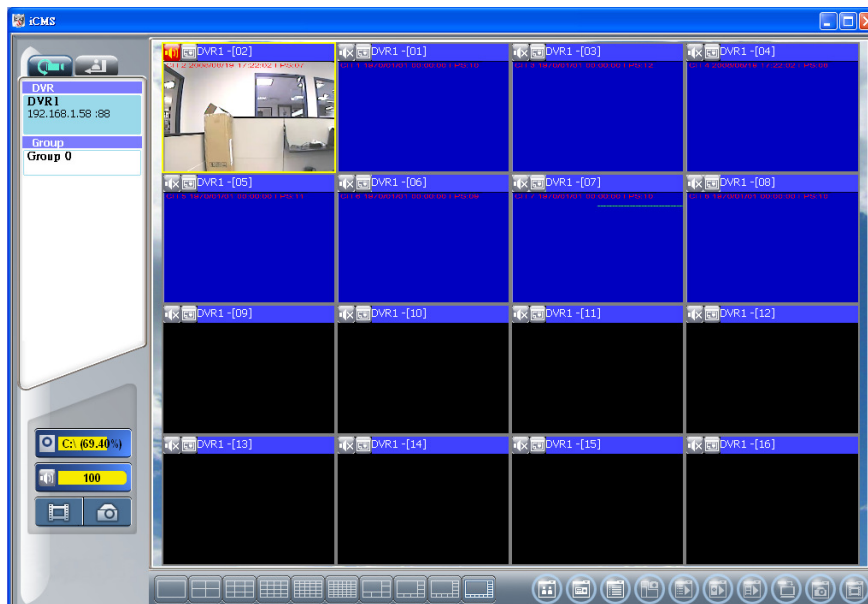 iCMS
DVR
DVR1
192.168.1.58 :88
Group
Group 0
C:\ (69.40%)
100
DVR1 -[02]
DVR1 -[01]
DVR1 -[03]
DVR1 -[04]
DVR1 -[05]
DVR1 -[06]
DVR1 -[07]
DVR1 -[08]
DVR1 -[09]
DVR1 -[10]
DVR1 -[11]
DVR1 -[12]
DVR1 -[13]
DVR1 -[14]
DVR1 -[15]
DVR1 -[16]